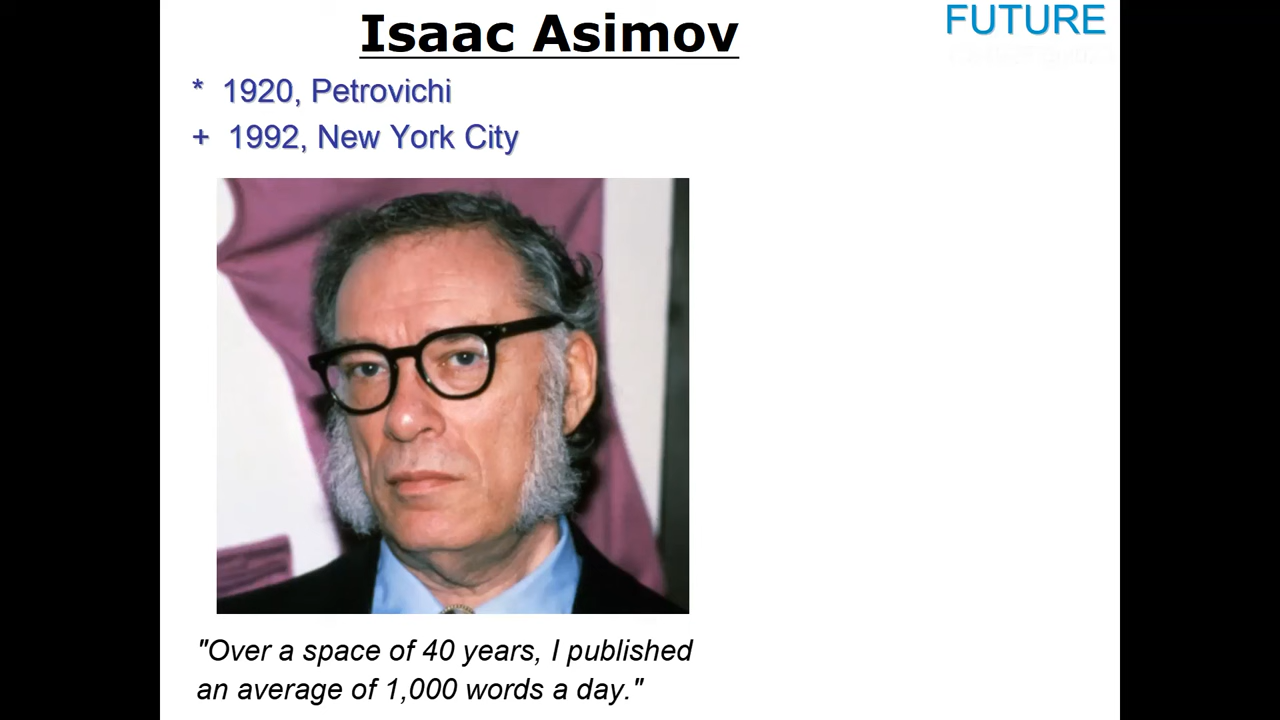 Isaac Asimov
FUTURE
* 1920, Petrovichi
+ 1992, New York City
"Over a space of 40 years, I published
an average of 1,000 words a day."